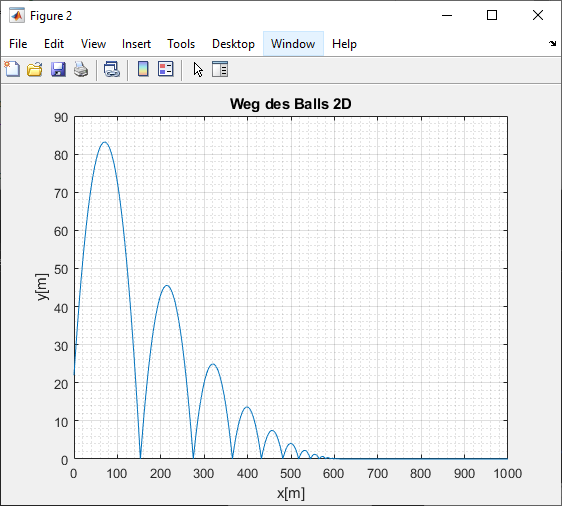 Figure 2
File Edit View Insert Tools Desktop Window Help
Weg des Balls 2D
90
80
70
60
50
40
30
20
10
0
y[m]
0 100 200 300 400 500 600 700 800 900 1000
x[m]